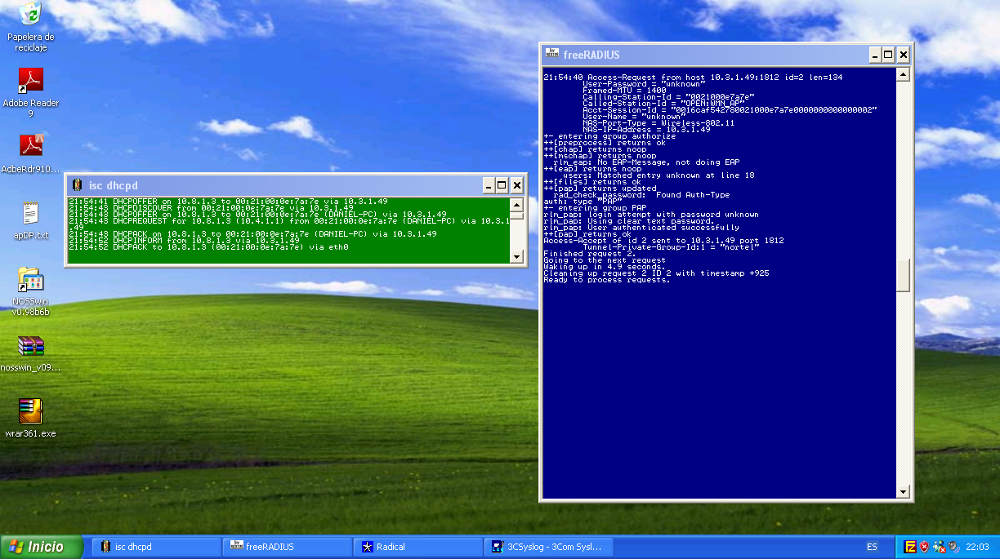 Papelera de
reciclaje
Adobe Reader
9
AdbeRdr910...
apDP.txt
NOSSwin
v0.98b6b
nosswin_v09...
wrar361.exe
isc dhcpd
21:54:41 DHCPOFFER on 10.8.1.3 to 00:21:00:0e:7a:7e via 10.3.1.49
21:54:43 DHCPDISCOVER from 00:21:00:0e:7a:7e via 10.3.1.49
21:54:43 DHCPOFFER on 10.8.1.3 to 00:21:00:0e:7a:7e (DANIEL-PC) via 10.3.1.49
21:54:43 DHCPREQUEST for 10.8.1.3 (10.4.1.1) from 00:21:00:0e:7a:7e (DANIEL-PC) via 10.3.1
.49
21:54:43 DHCPACK on 10.8.1.3 to 00:21:00:0e:7a:7e (DANIEL-PC) via 10.3.1.49
21:54:52 DHCPINFORM from 10.8.1.3 via 10.3.1.49
21:54:52 DHCPACK to 10.8.1.3 (00:21:00:0e:7a:7e) via eth0
freeRADIUS
21:54:40 Access-Request from host 10.3.1.49:1812 id=2 len=134
User-Password = "unknown"
Framed-MTU = 1400
Calling-Station-Id = "0021000e7a7e"
Called-Station-Id = "OPEN:WMN_AP"
Acct-Session-Id = "0016caf542780021000e7a7e0000000000000002"
User-Name = "unknown"
NAS-Port-Type = Wireless-802.11
NAS-IP-Address = 10.3.1.49
+- entering group authorize
++[preprocess] returns ok
++[chap] returns noop
++[mschap] returns noop
rlm_eap: No EAP-Message, not doing EAP
++[eap] returns noop
users: Matched entry unknown at line 18
++[files] returns ok
++[pap] returns updated
rad_check_password: Found Auth-Type
auth: type "PAP"
+- entering group PAP
rlm_pap: login attempt with password unknown
rlm_pap: Using clear text password.
rlm_pap: User authenticated successfully
++[pap] returns ok
Access-Accept of id 2 sent to 10.3.1.49 port 1812
Tunnel-Private-Group-Id:1 = "nortel"
Finished request 2.
Going to the next request
Waking up in 4.9 seconds.
Cleaning up request 2 ID 2 with timestamp +925
Ready to process requests.
Inicio
isc dhcpd
freeRADIUS
Radical
3CSyslog - 3Com Sysl...
ES
22:03